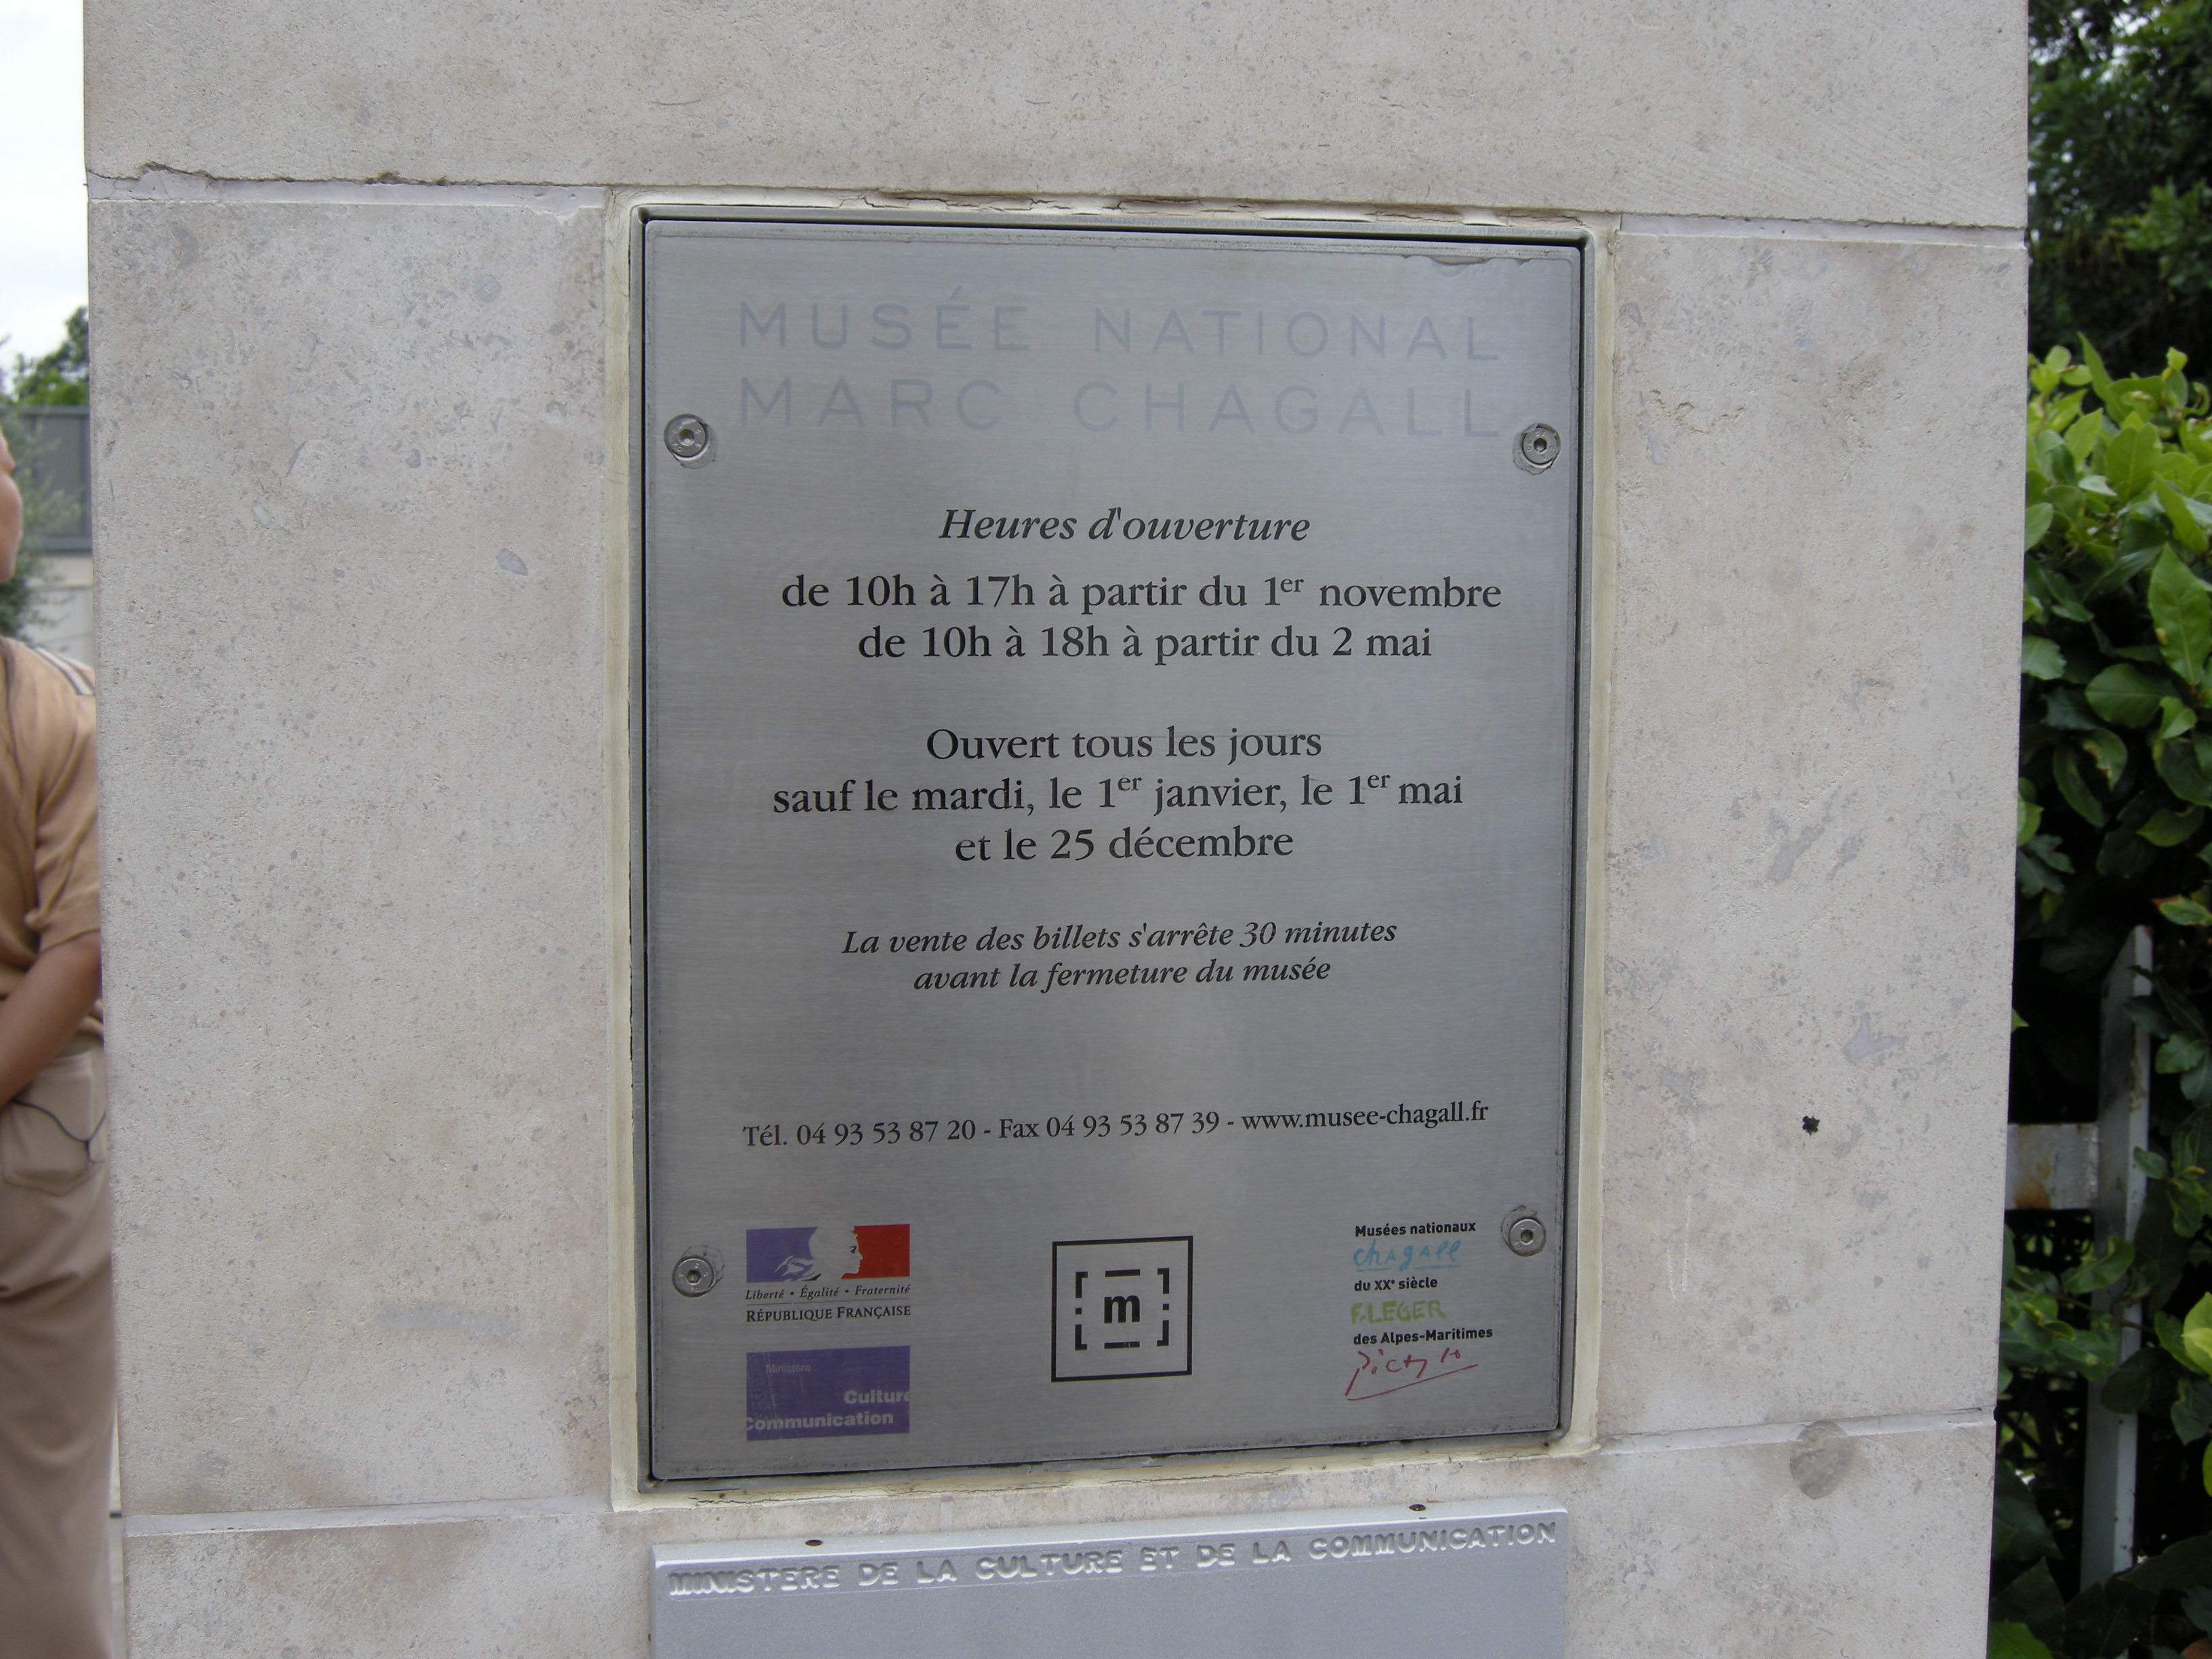 MUSÉE NATIONAL
MARC CHAGALL
Heures d'ouverture
de 10h à 17h à partir du 1er novembre
de 10h à 18h à partir du 2 mai
Ouvert tous les jours
sauf le mardi, le 1er janvier, le 1er mai
et le 25 décembre
La vente des billets s'arrête 30 minutes
avant la fermeture du musée
Tél. 04 93 53 87 20 - Fax 04 93 53 87 39 - www.musee-chagall.fr
Liberté • Égalité • Fraternité
RÉPUBLIQUE FRANÇAISE
Ministère
Culture
Communication
m
Musées nationaux
chagall
du XXe siècle
F.LEGER
des Alpes-Maritimes
Picasso
MINISTERE DE LA CULTURE ET DE LA COMMUNICATION